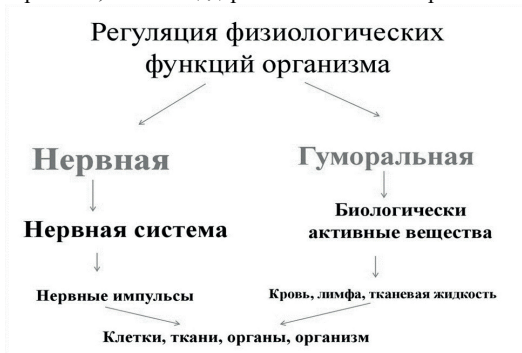 Регуляция физиологических
функций организма
Нервная
Гуморальная
Нервная система
Биологически
активные вещества
Нервные импульсы
Кровь, лимфа, тканевая жидкость
Клетки, ткани, органы, организм